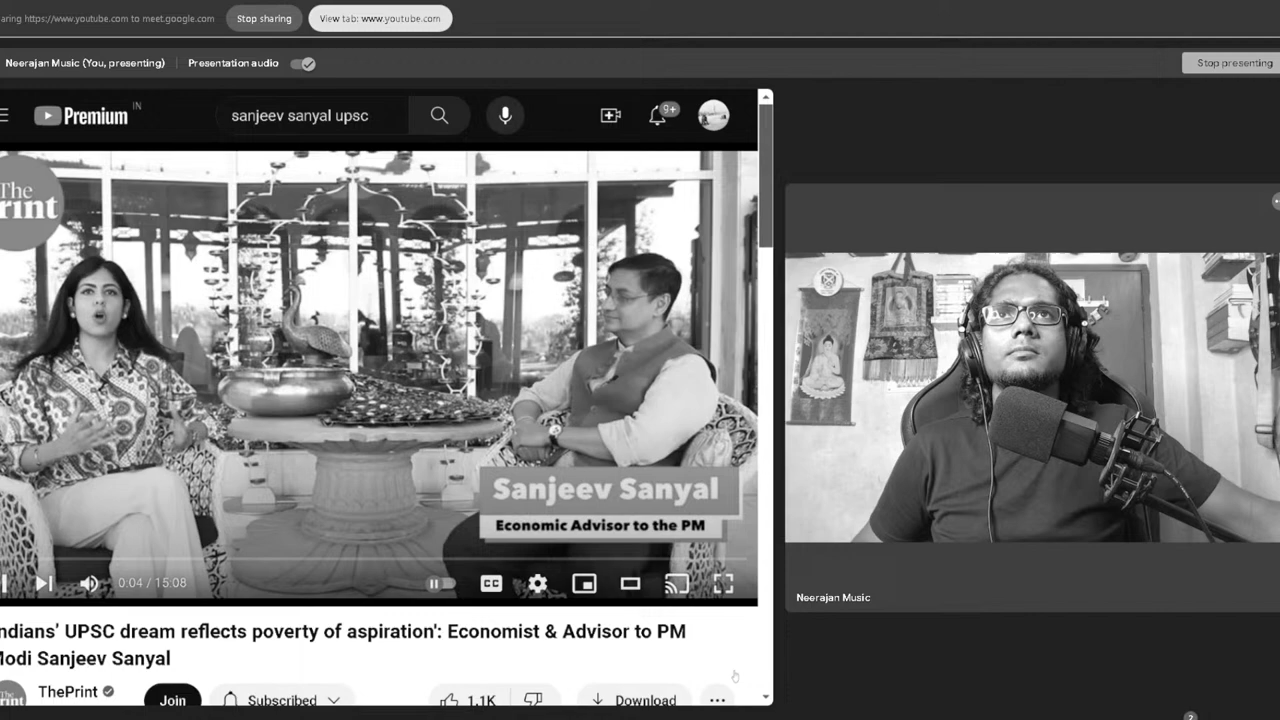 aring https://www.youtube.com to meet.google.com
Stop sharing
View tab: www.youtube.com
Neerajan Music (You, presenting)
Presentation audio
Stop presenting
Premium
IN
sanjeev sanyal upsc
9+
The
rint
Sanjeev Sanyal
Economic Advisor to the PM
0:04 / 15:08
CC
ndians’ UPSC dream reflects poverty of aspiration': Economist & Advisor to PM
Modi Sanjeev Sanyal
ThePrint
Join
Subscribed
1.1K
Download
Neerajan Music
2